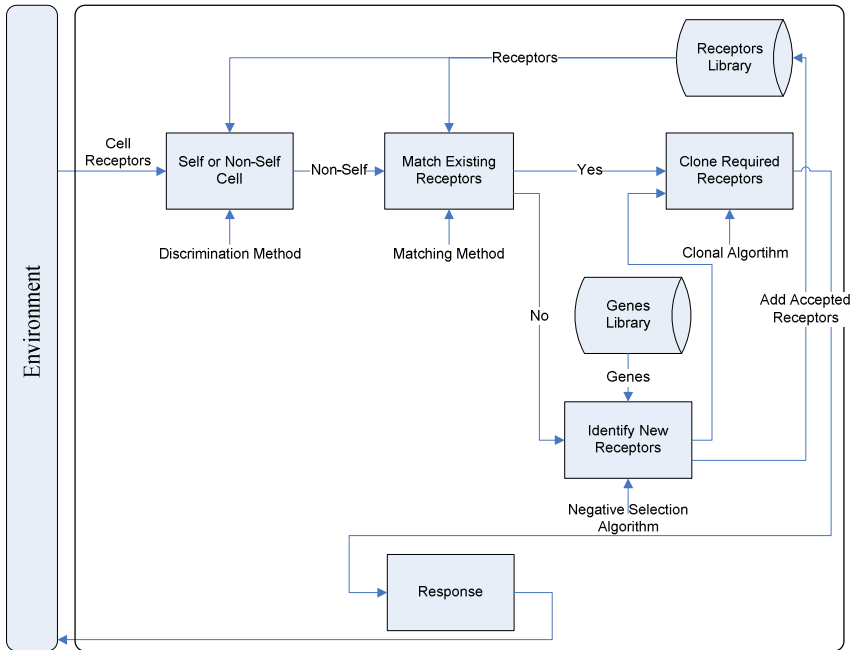 Receptors
Receptors
Library
Cell
Receptors
Self or Non-Self
Cell
Non-Self
Match Existing
Receptors
Yes
Clone Required
Receptors
Discrimination Method
Matching Method
Clonal Algortihm
Environment
Genes
Library
No
Add Accepted
Receptors
Genes
Identify New
Receptors
Negative Selection
Algorithm
Response